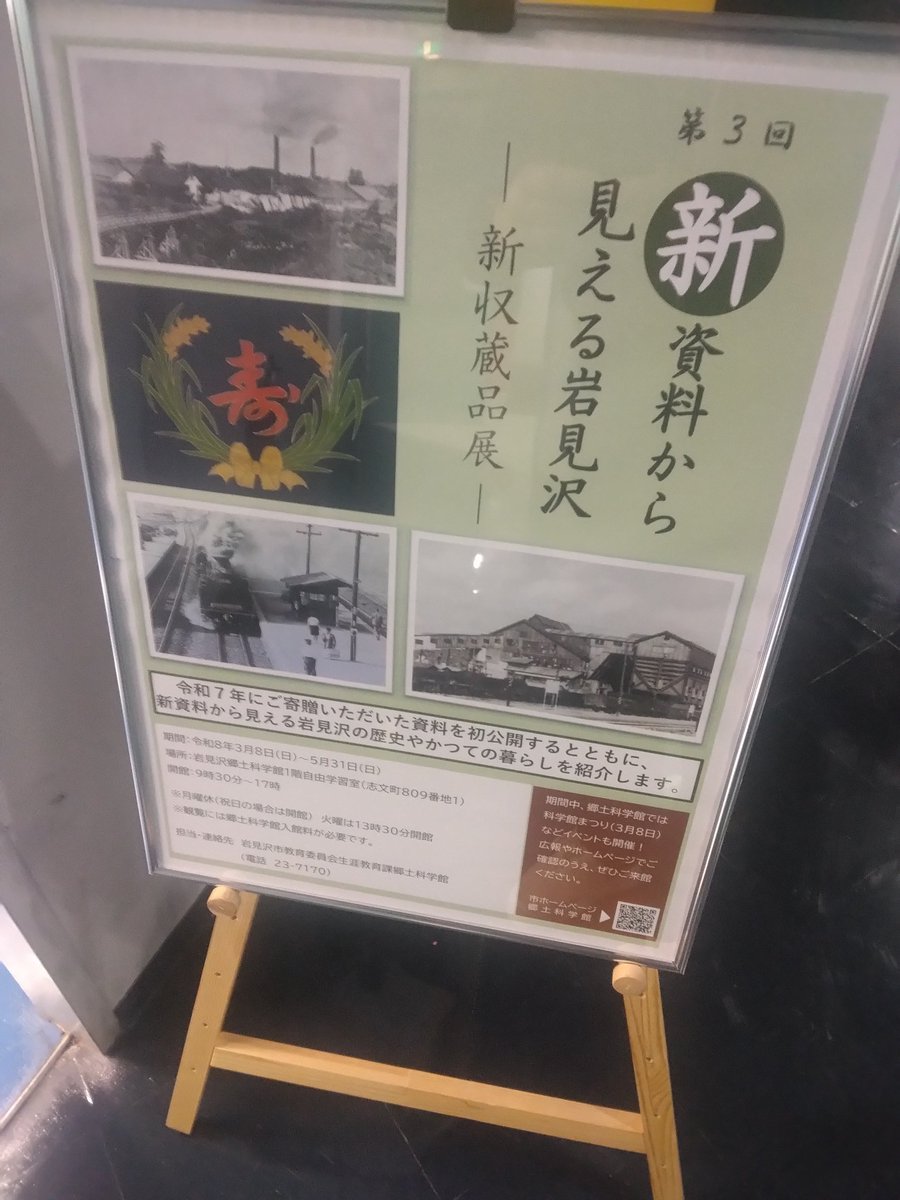 第3回
新資料から
見える岩見沢
― 新収蔵品展 ―
寿
令和7年にご寄贈いただいた資料を初公開するとともに、
新資料から見える岩見沢の歴史やかつての暮らしを紹介します。
期間：令和8年3月8日(日)～5月31日(日)
場所：岩見沢郷土科学館1階自由学習室(志文町809番地1)
開館：9時30分～17時
※月曜休(祝日の場合は開館) 火曜は13時30分開館
※観覧には郷土科学館入館料が必要です。
担当・連絡先 岩見沢市教育委員会生涯教育課郷土科学館
(電話 23-7170)
期間中、郷土科学館では
科学館まつり(3月8日)
などイベントも開催！
広報やホームページでご
確認のうえ、ぜひご来館
ください。
市ホームページ
郷土科学館 ▶